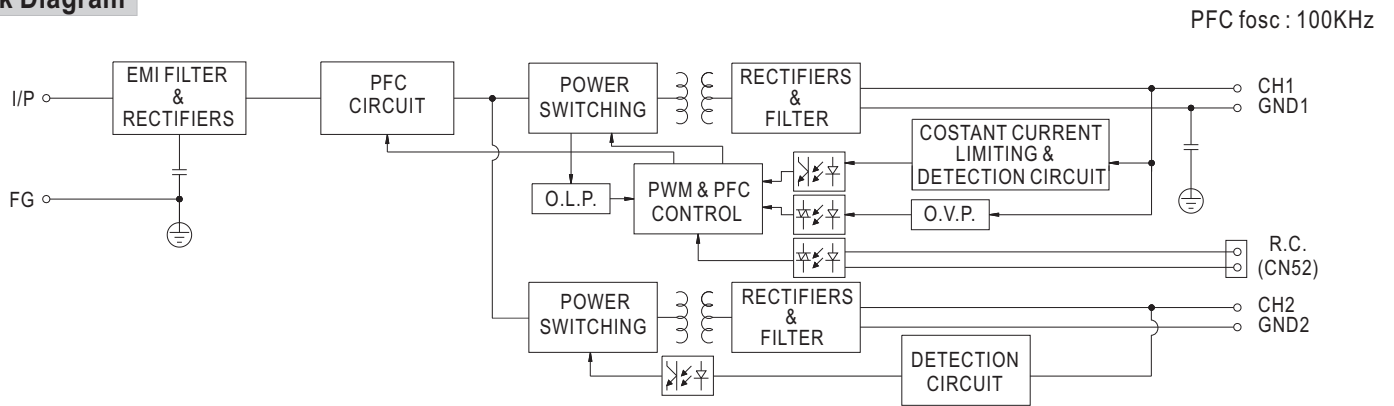 k Diagram
PFC fosc : 100KHz
I/P
EMI FILTER
&
RECTIFIERS
PFC
CIRCUIT
POWER
SWITCHING
RECTIFIERS
&
FILTER
CH1
GND1
COSTANT CURRENT
LIMITING &
DETECTION CIRCUIT
FG
O.L.P.
PWM & PFC
CONTROL
O.V.P.
R.C.
(CN52)
POWER
SWITCHING
RECTIFIERS
&
FILTER
CH2
GND2
DETECTION
CIRCUIT